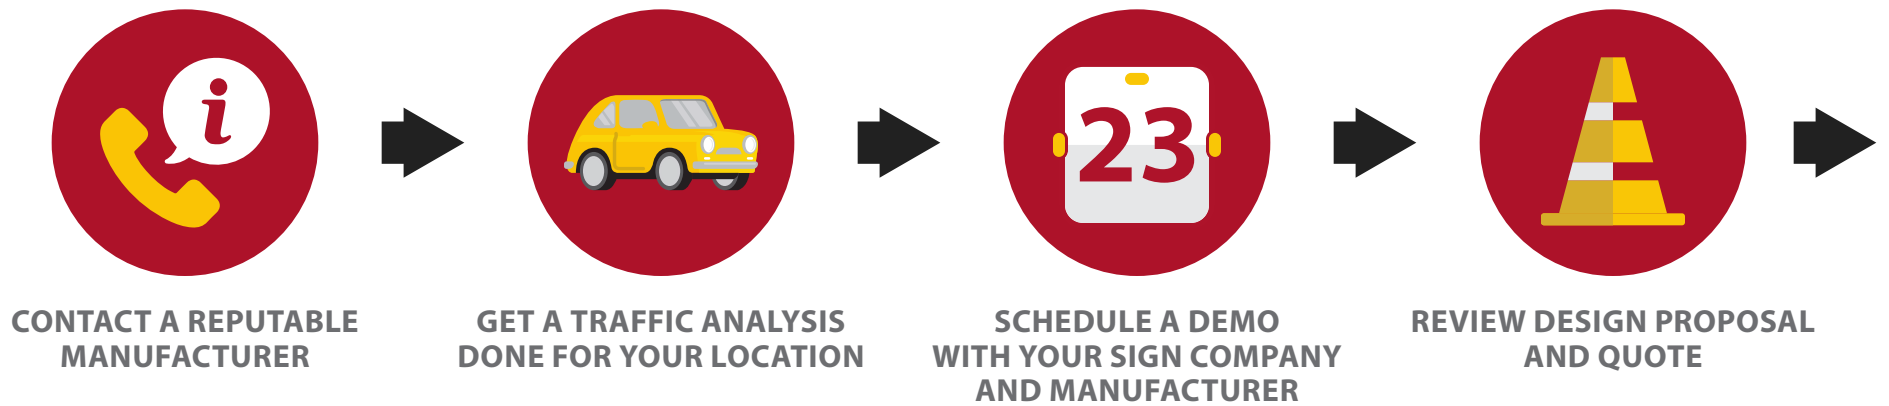 i
23
CONTACT A REPUTABLE
MANUFACTURER
GET A TRAFFIC ANALYSIS
DONE FOR YOUR LOCATION
SCHEDULE A DEMO
WITH YOUR SIGN COMPANY
AND MANUFACTURER
REVIEW DESIGN PROPOSAL
AND QUOTE